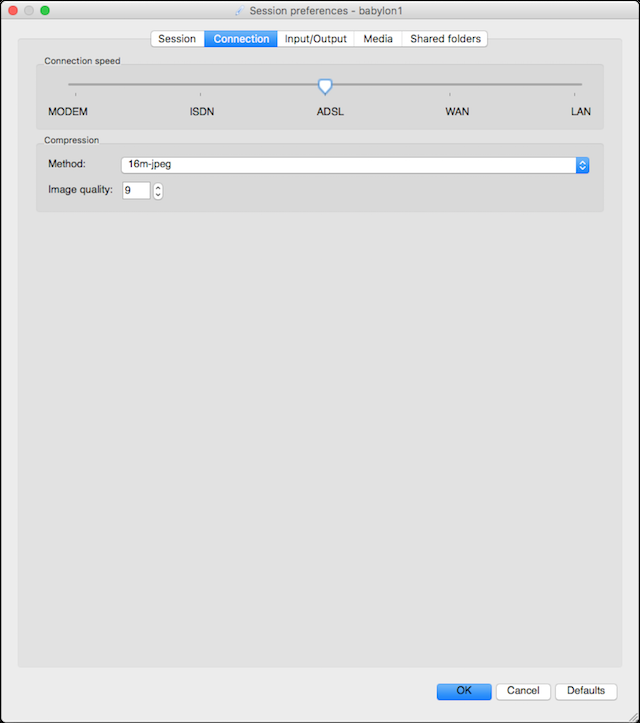 Session preferences - babylon1
Session Connection Input/Output Media Shared folders
Connection speed
MODEM ISDN ADSL WAN LAN
Compression
Method: 16m-jpeg
Image quality: 9
OK Cancel Defaults